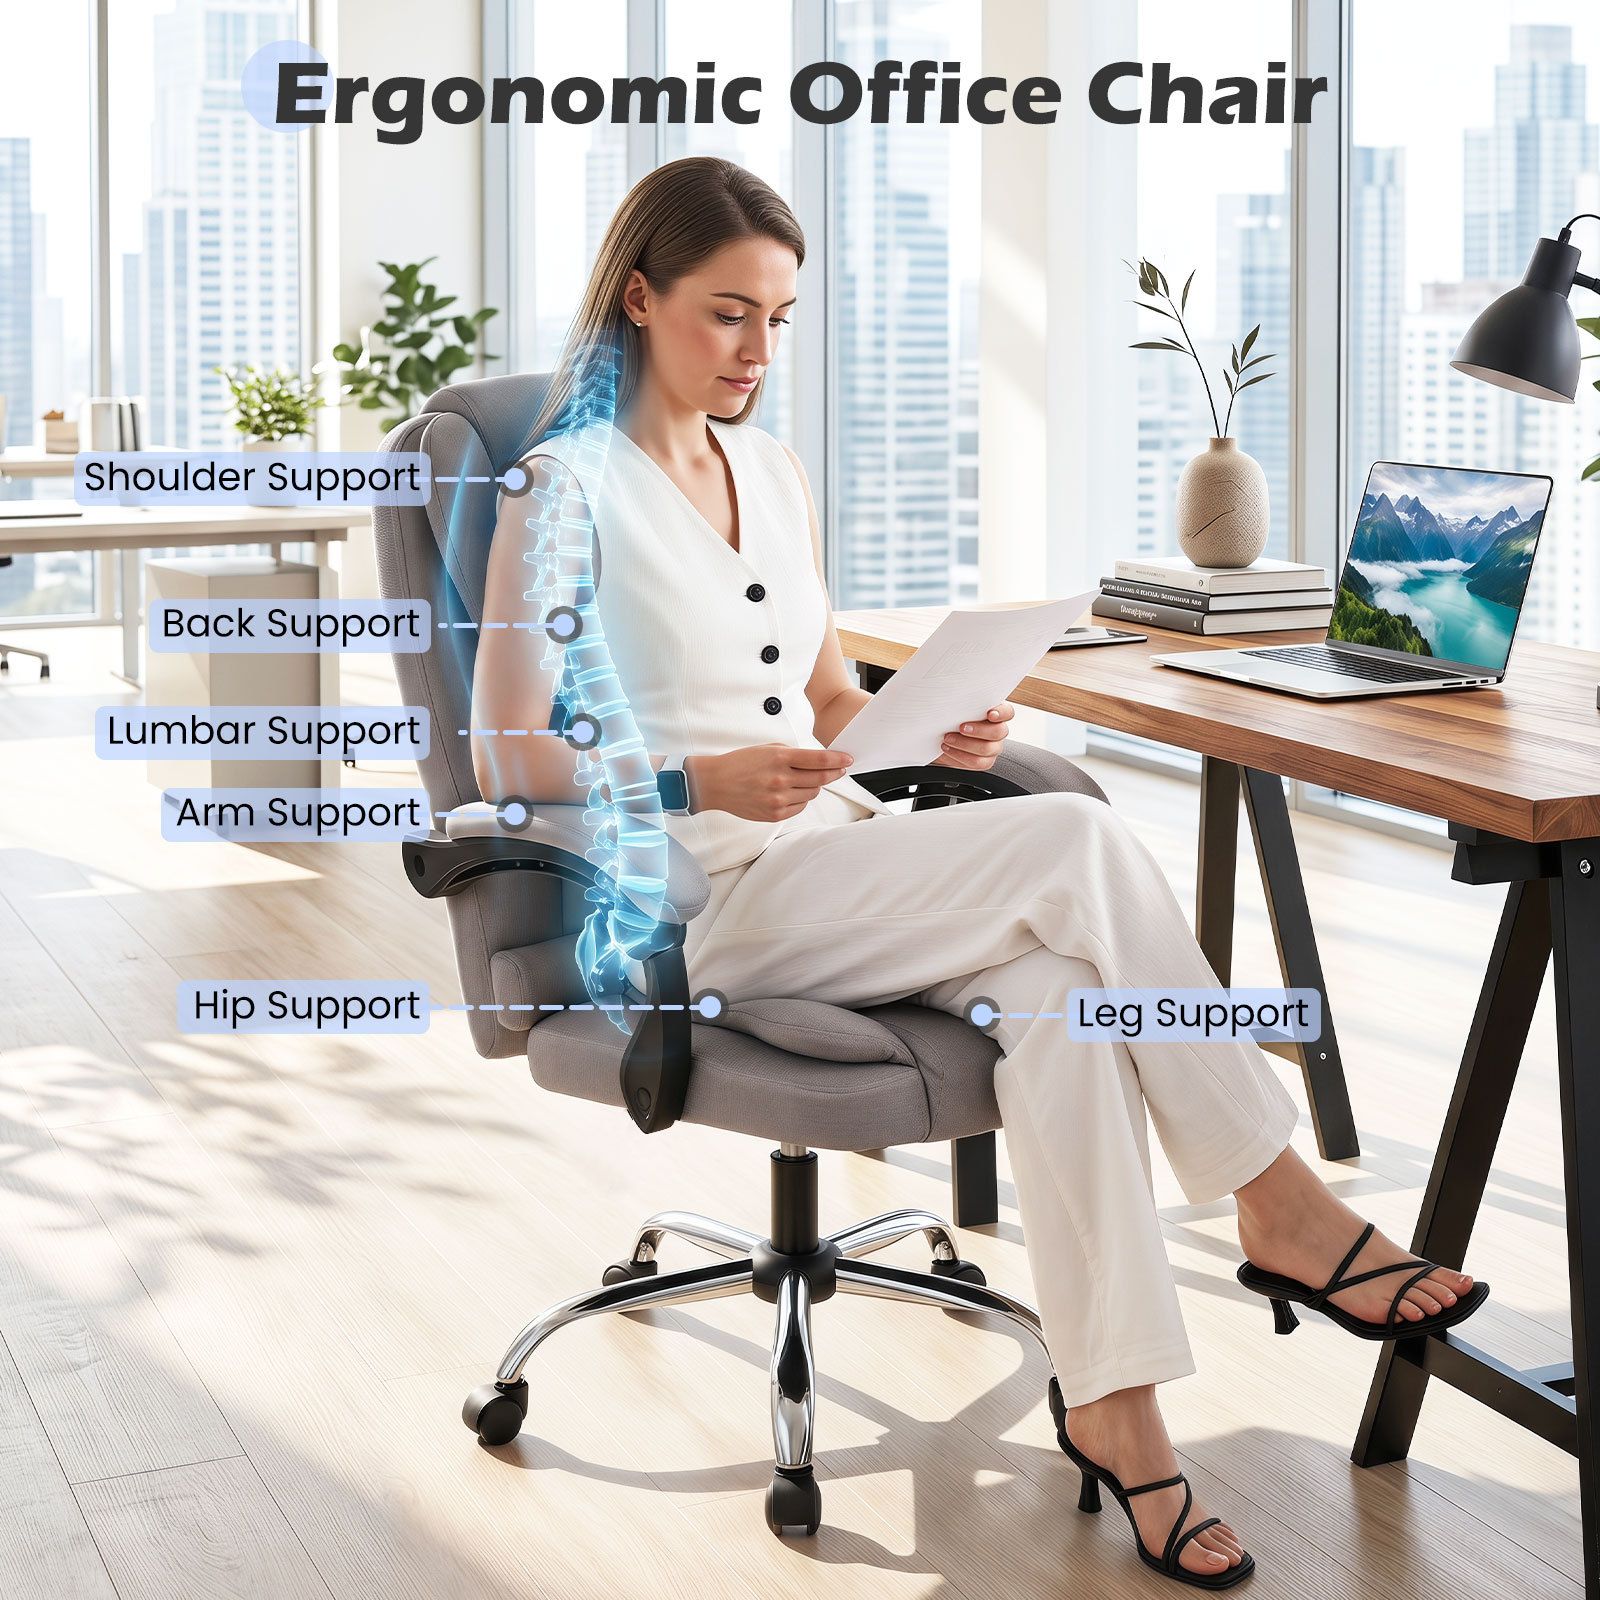 Ergonomic Office Chair
Shoulder Support
Back Support
Lumbar Support
Arm Support
Hip Support
Leg Support